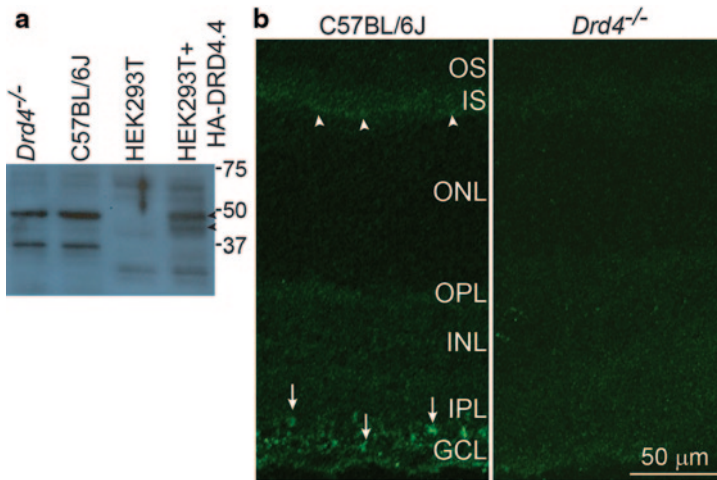 a
Drd4-/-
C57BL/6J
HEK293T
HEK293T+
HA-DRD4.4
-75
-50
-37
b
C57BL/6J
Drd4-/-
OS
IS
ONL
OPL
INL
IPL
GCL
50 μm